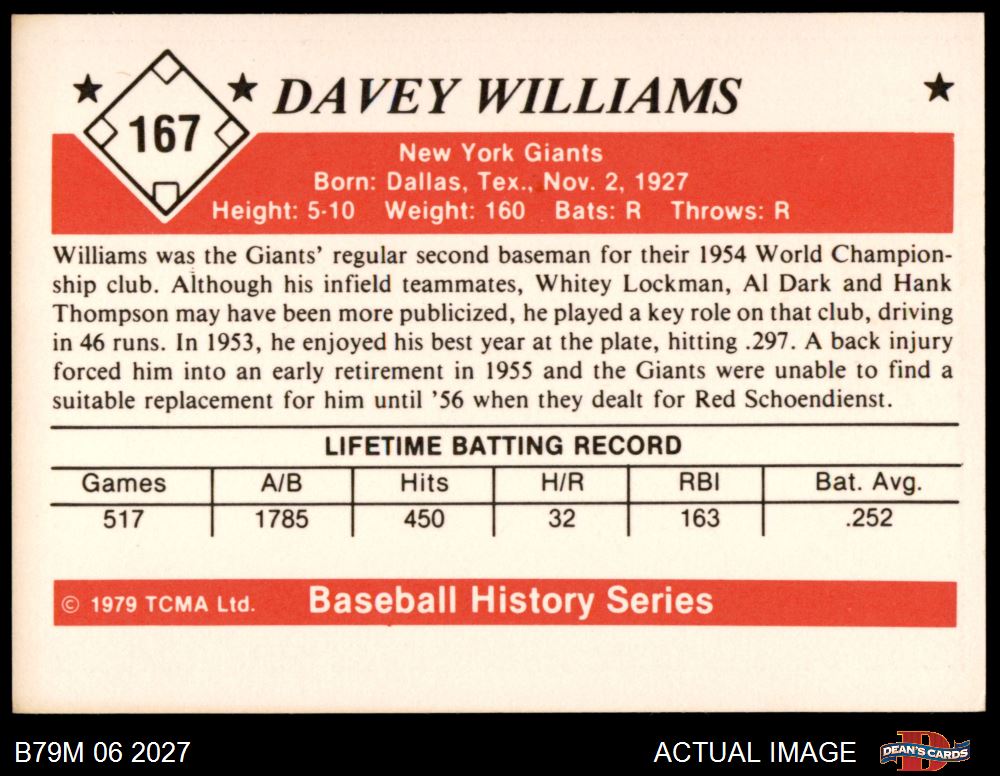 DAVEY WILLIAMS
167
New York Giants
Born: Dallas, Tex., Nov. 2, 1927
Height: 5-10 Weight: 160 Bats: R Throws: R
Williams was the Giants' regular second baseman for their 1954 World Champion-
ship club. Although his infield teammates, Whitey Lockman, Al Dark and Hank
Thompson may have been more publicized, he played a key role on that club, driving
in 46 runs. In 1953, he enjoyed his best year at the plate, hitting .297. A back injury
forced him into an early retirement in 1955 and the Giants were unable to find a
suitable replacement for him until '56 when they dealt for Red Schoendienst.
LIFETIME BATTING RECORD
Games A/B Hits H/R RBI Bat. Avg.
517 1785 450 32 163 .252
© 1979 TCMA Ltd. Baseball History Series
B79M 06 2027 ACTUAL IMAGE D DEAN'S CARDS